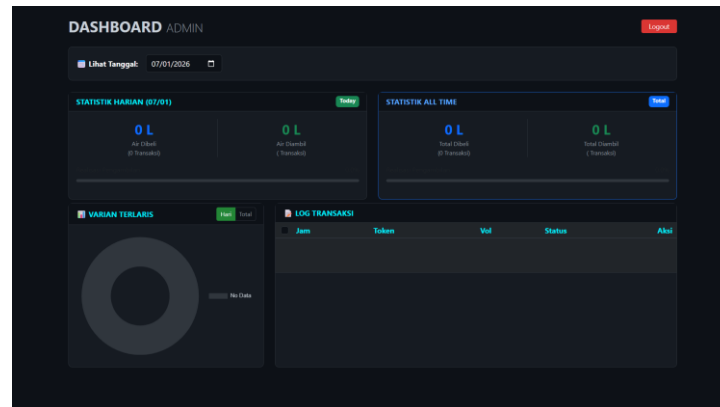 DASHBOARD ADMIN
Logout
Lihat Tanggal: 07/01/2026
STATISTIK HARIAN (07/01) Today
0 L
Air Dibeli
(0 Transaksi)
0 L
Air Diambil
( Transaksi)
STATISTIK ALL TIME Total
0 L
Total Dibeli
(0 Transaksi)
0 L
Total Diambil
( Transaksi)
VARIAN TERLARIS Hari Total
No Data
LOG TRANSAKSI
Jam Token Vol Status Aksi